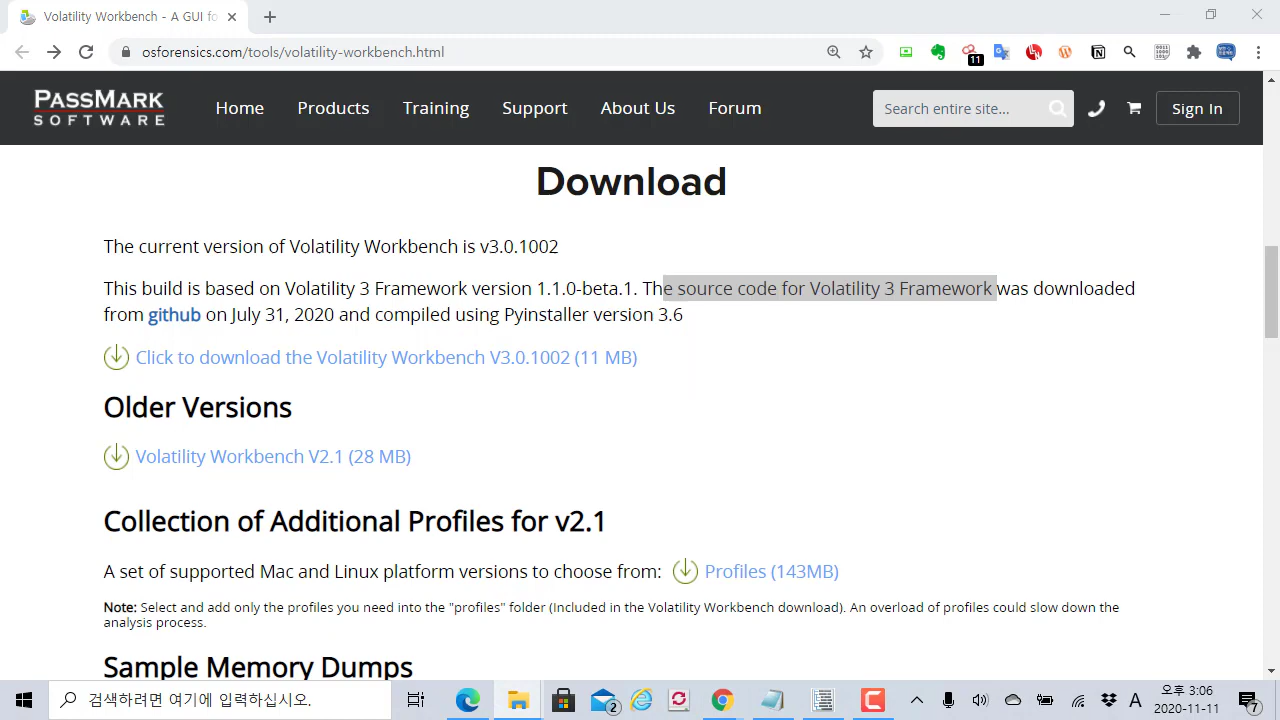 Volatility Workbench - A GUI fo
osforensics.com/tools/volatility-workbench.html
11
PASSMARK
SOFTWARE
Home
Products
Training
Support
About Us
Forum
Search entire site...
Sign In
Download
The current version of Volatility Workbench is v3.0.1002
This build is based on Volatility 3 Framework version 1.1.0-beta.1. The source code for Volatility 3 Framework was downloaded
from github on July 31, 2020 and compiled using Pyinstaller version 3.6
Click to download the Volatility Workbench V3.0.1002 (11 MB)
Older Versions
Volatility Workbench V2.1 (28 MB)
Collection of Additional Profiles for v2.1
A set of supported Mac and Linux platform versions to choose from: Profiles (143MB)
Note: Select and add only the profiles you need into the "profiles" folder (Included in the Volatility Workbench download). An overload of profiles could slow down the
analysis process.
Sample Memory Dumps
검색하려면 여기에 입력하십시오.
2
A
오후 3:06
2020-11-11
7